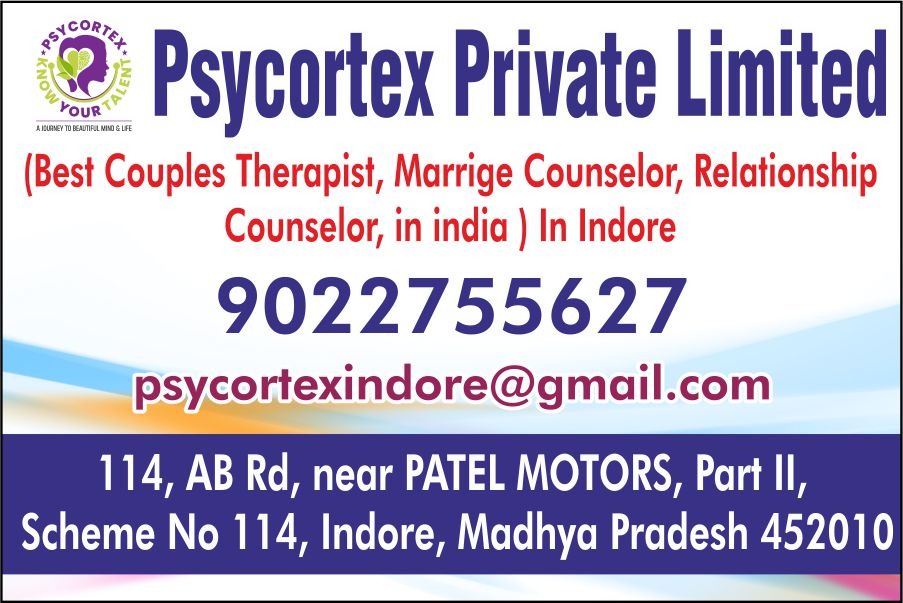 PSYCORTEX
KNOW YOUR TALENT
A JOURNEY TO BEAUTIFUL MIND & LIFE
Psycortex Private Limited
(Best Couples Therapist, Marrige Counselor, Relationship
Counselor, in india ) In Indore
9022755627
psycortexindore@gmail.com
114, AB Rd, near PATEL MOTORS, Part II,
Scheme No 114, Indore, Madhya Pradesh 452010